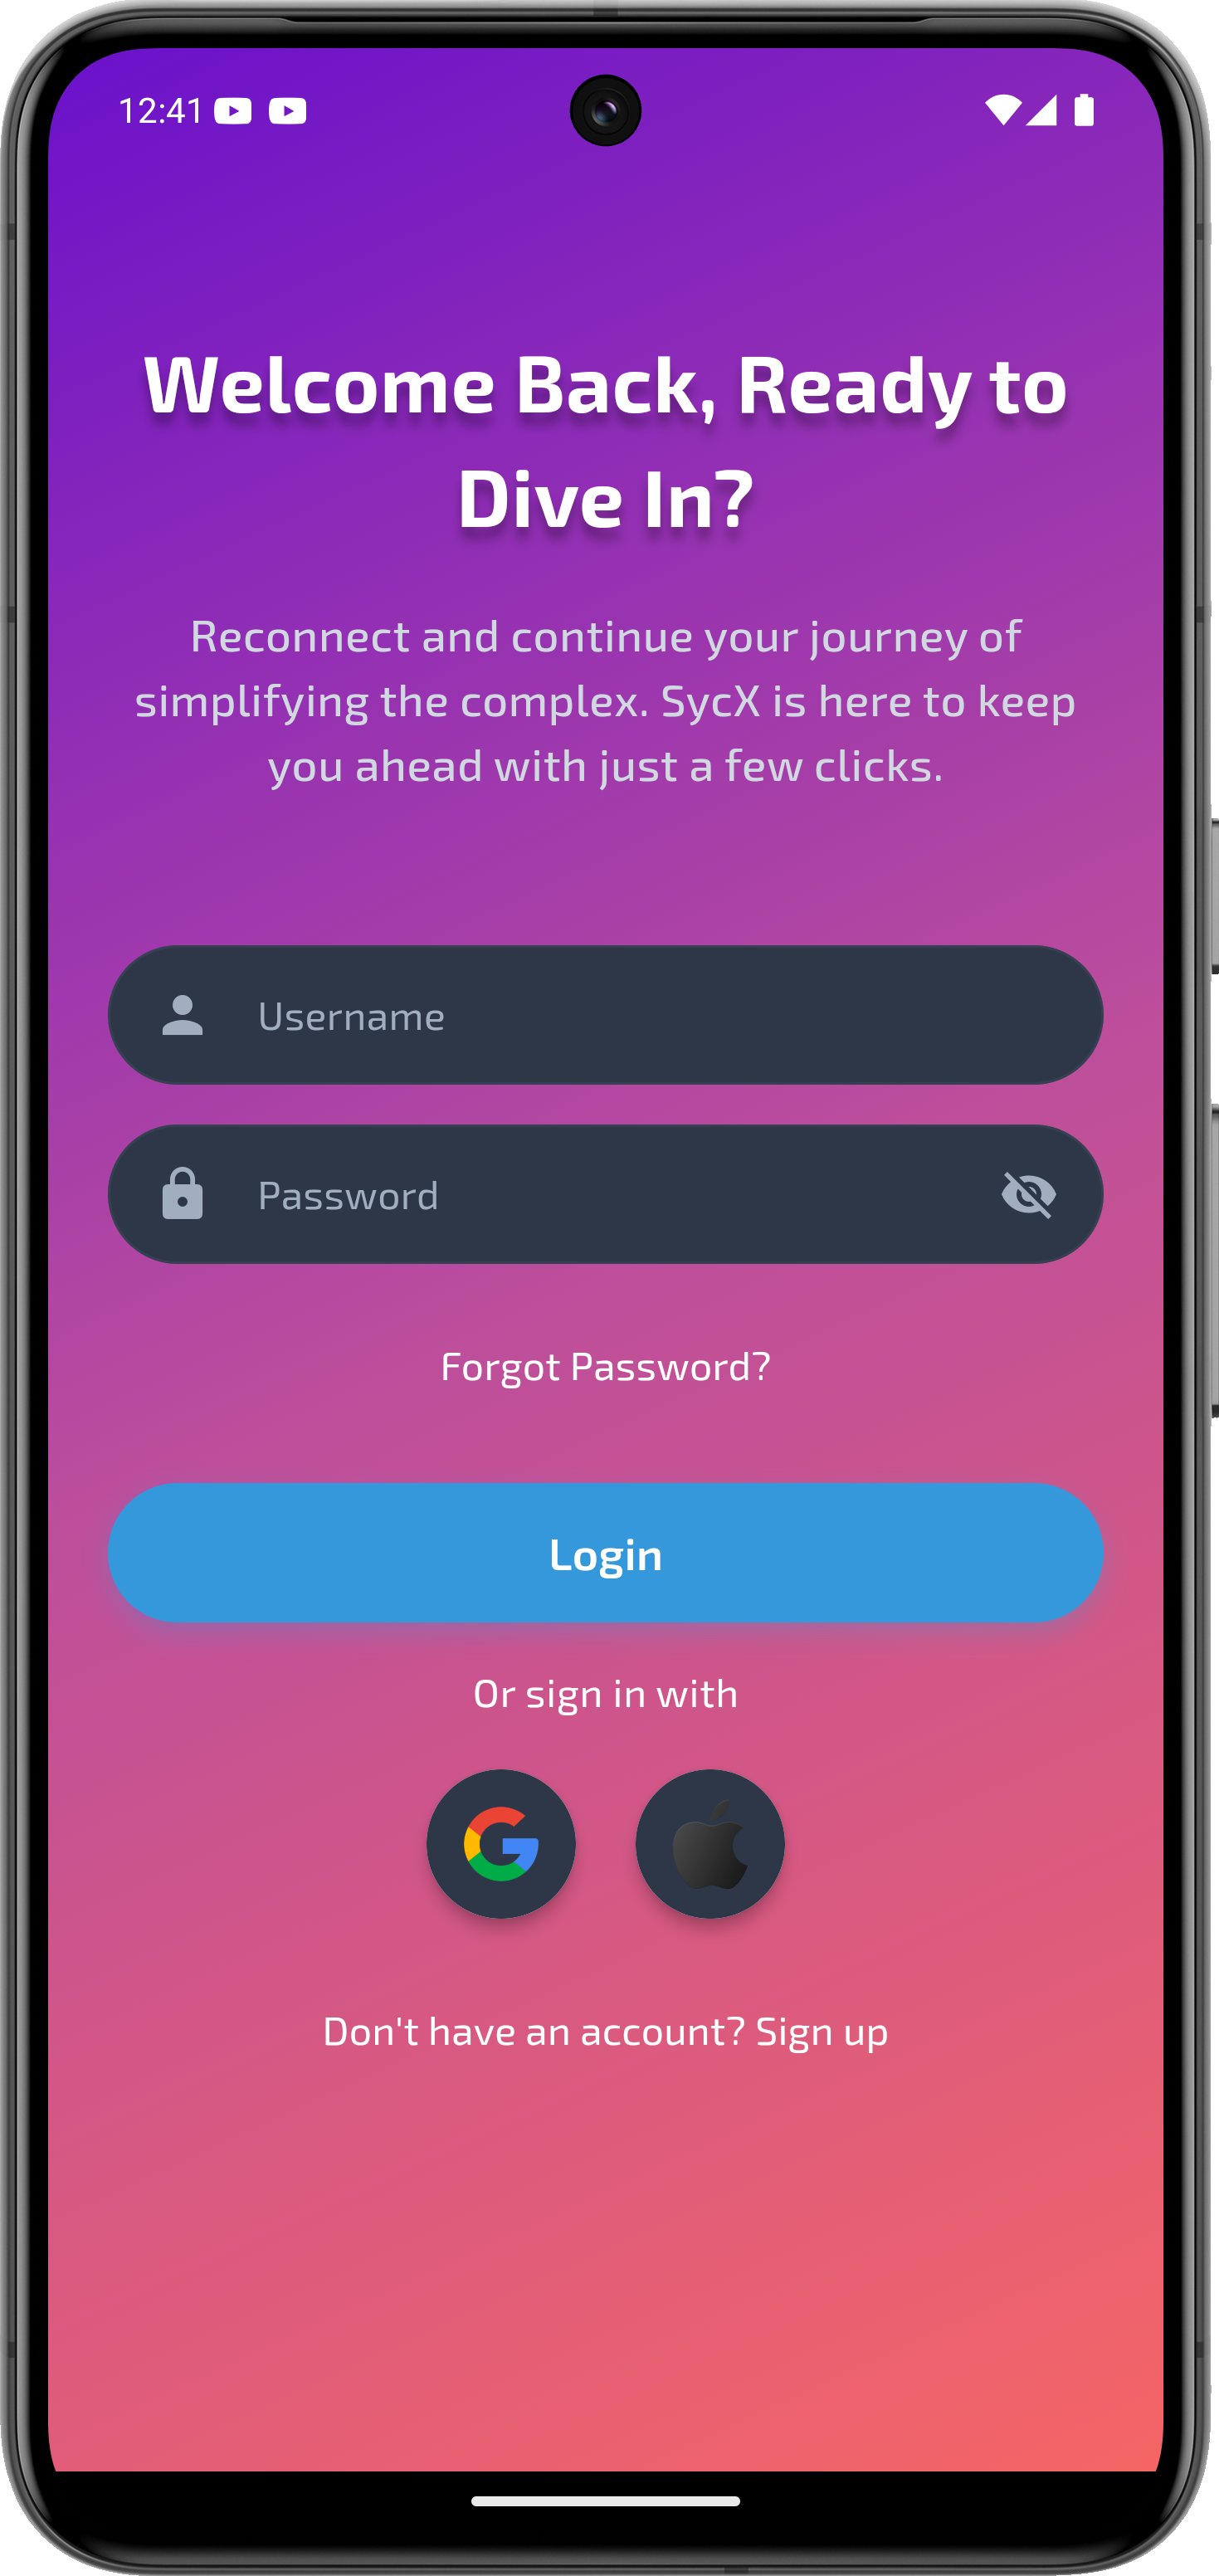 12:41
Welcome Back, Ready to
Dive In?
Reconnect and continue your journey of
simplifying the complex. SycX is here to keep
you ahead with just a few clicks.
Username
Password
Forgot Password?
Login
Or sign in with
Don't have an account? Sign up